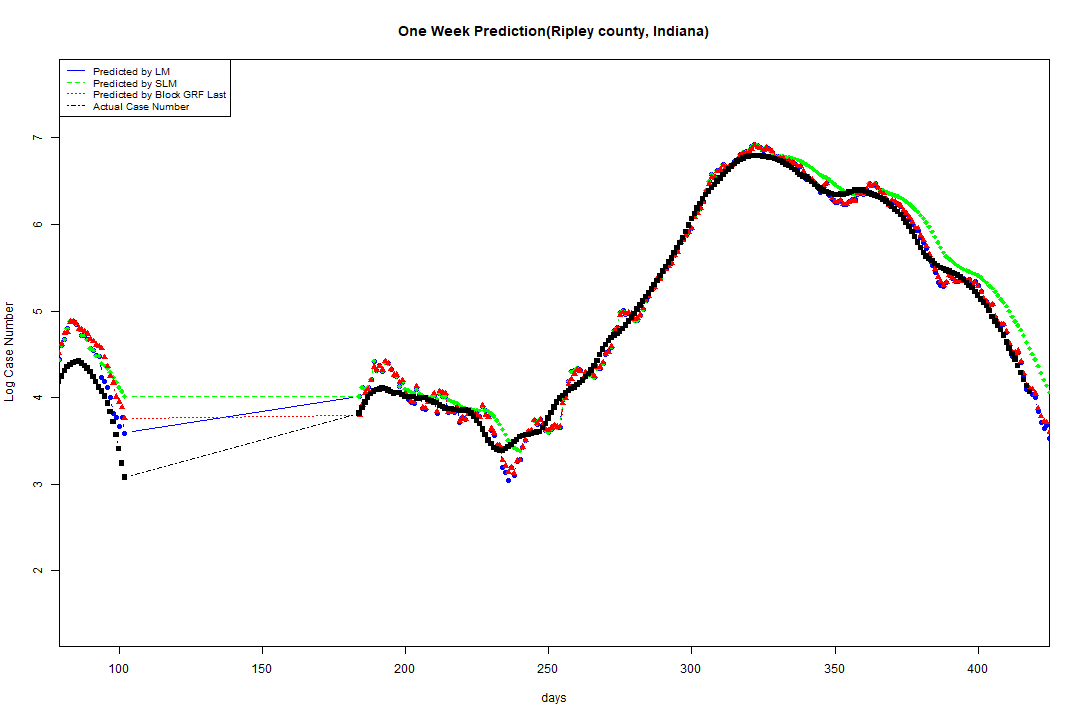 One Week Prediction(Ripley county, Indiana)
Predicted by LM
Predicted by SLM
Predicted by Block GRF Last
Actual Case Number
7
6
5
4
3
2
Log Case Number
100 150 200 250 300 350 400
days